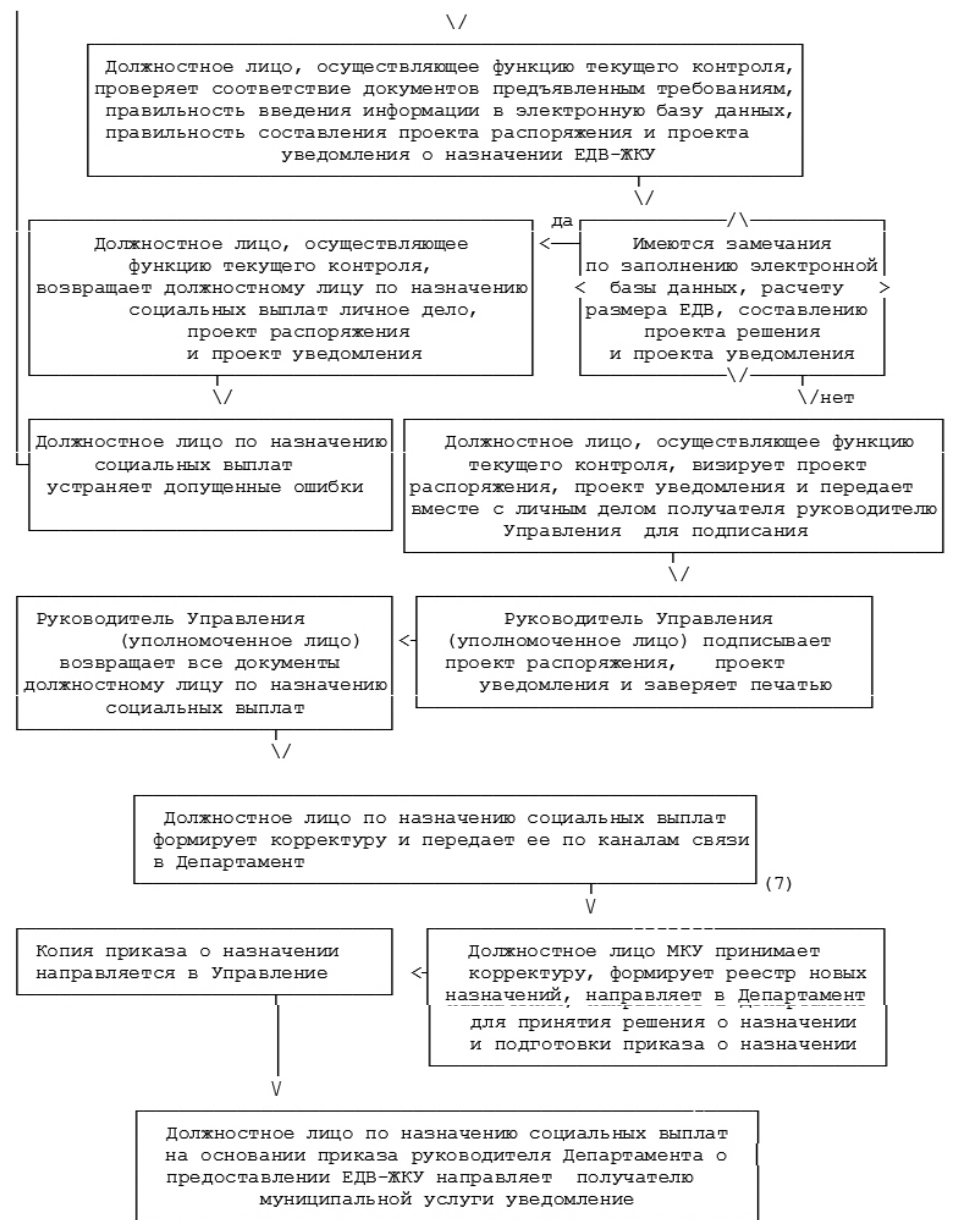 Должностное лицо, осуществляющее функцию текущего контроля,
проверяет соответствие документов предъявленным требованиям,
правильность введения информации в электронную базу данных,
правильность составления проекта распоряжения и проекта
уведомления о назначении ЕДВ-ЖКУ
да
Должностное лицо, осуществляющее
функцию текущего контроля,
возвращает должностному лицу по назначению
социальных выплат личное дело,
проект распоряжения
и проект уведомления
Имеются замечания
по заполнению электронной
базы данных, расчету
размера ЕДВ, составлению
проекта решения
и проекта уведомления
нет
Должностное лицо по назначению
социальных выплат
устраняет допущенные ошибки
Должностное лицо, осуществляющее функцию
текущего контроля, визирует проект
распоряжения, проект уведомления и передает
вместе с личным делом получателя руководителю
Управления для подписания
Руководитель Управления
(уполномоченное лицо)
возвращает все документы
должностному лицу по назначению
социальных выплат
Руководитель Управления
(уполномоченное лицо) подписывает
проект распоряжения, проект
уведомления и заверяет печатью
Должностное лицо по назначению социальных выплат
формирует корректуру и передает ее по каналам связи
в Департамент
(7)
Копия приказа о назначении
направляется в Управление
Должностное лицо МКУ принимает
корректуру, формирует реестр новых
назначений, направляет в Департамент
для принятия решения о назначении
и подготовки приказа о назначении
Должностное лицо по назначению социальных выплат
на основании приказа руководителя Департамента о
предоставлении ЕДВ-ЖКУ направляет получателю
муниципальной услуги уведомление